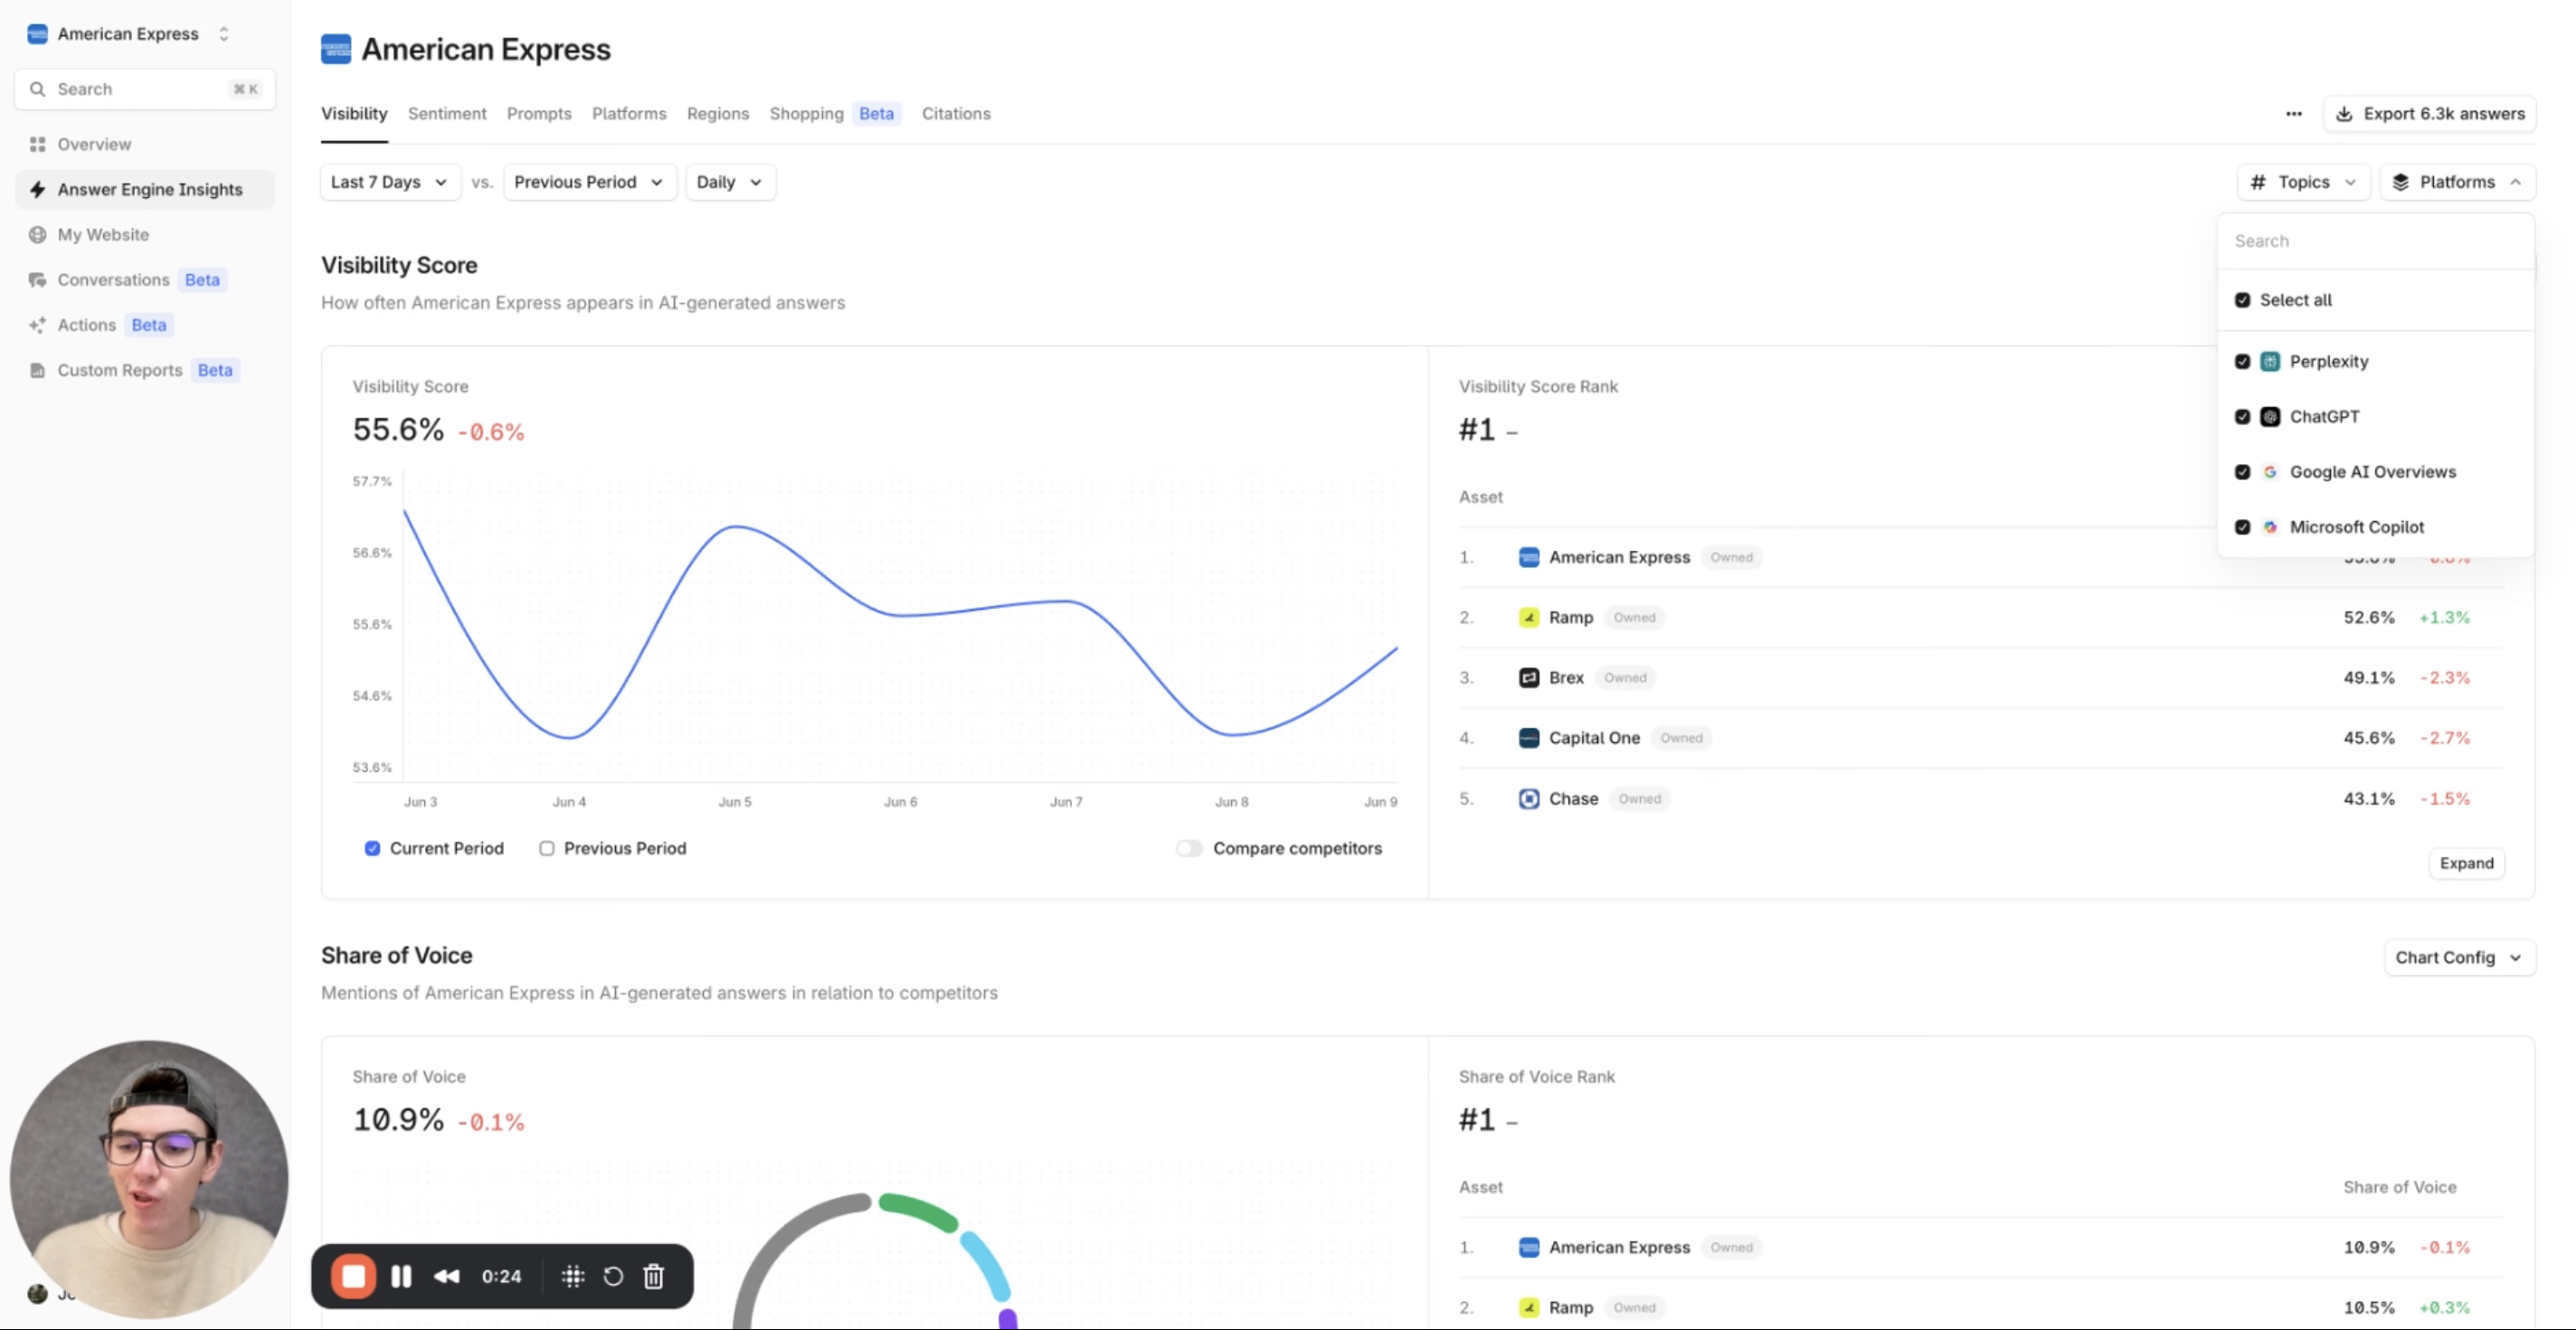 American Express
Search ⌘ K
Overview
Answer Engine Insights
My Website
Conversations Beta
Actions Beta
Custom Reports Beta
American Express
Visibility Sentiment Prompts Platforms Regions Shopping Beta Citations
Export 6.3k answers
Last 7 Days vs. Previous Period Daily
# Topics Platforms
Search
Select all
Perplexity
ChatGPT
Google AI Overviews
Microsoft Copilot
Visibility Score
How often American Express appears in AI-generated answers
Visibility Score
55.6% -0.6%
57.7%
56.6%
55.6%
54.6%
53.6%
Jun 3 Jun 4 Jun 5 Jun 6 Jun 7 Jun 8 Jun 9
Current Period Previous Period Compare competitors
Visibility Score Rank
#1 –
Asset
1. American Express Owned
2. Ramp Owned 52.6% +1.3%
3. Brex Owned 49.1% -2.3%
4. Capital One Owned 45.6% -2.7%
5. Chase Owned 43.1% -1.5%
Expand
Share of Voice
Mentions of American Express in AI-generated answers in relation to competitors
Chart Config
Share of Voice
10.9% -0.1%
Share of Voice Rank
#1 –
Asset Share of Voice
1. American Express Owned 10.9% -0.1%
2. Ramp Owned 10.5% +0.3%
0:24